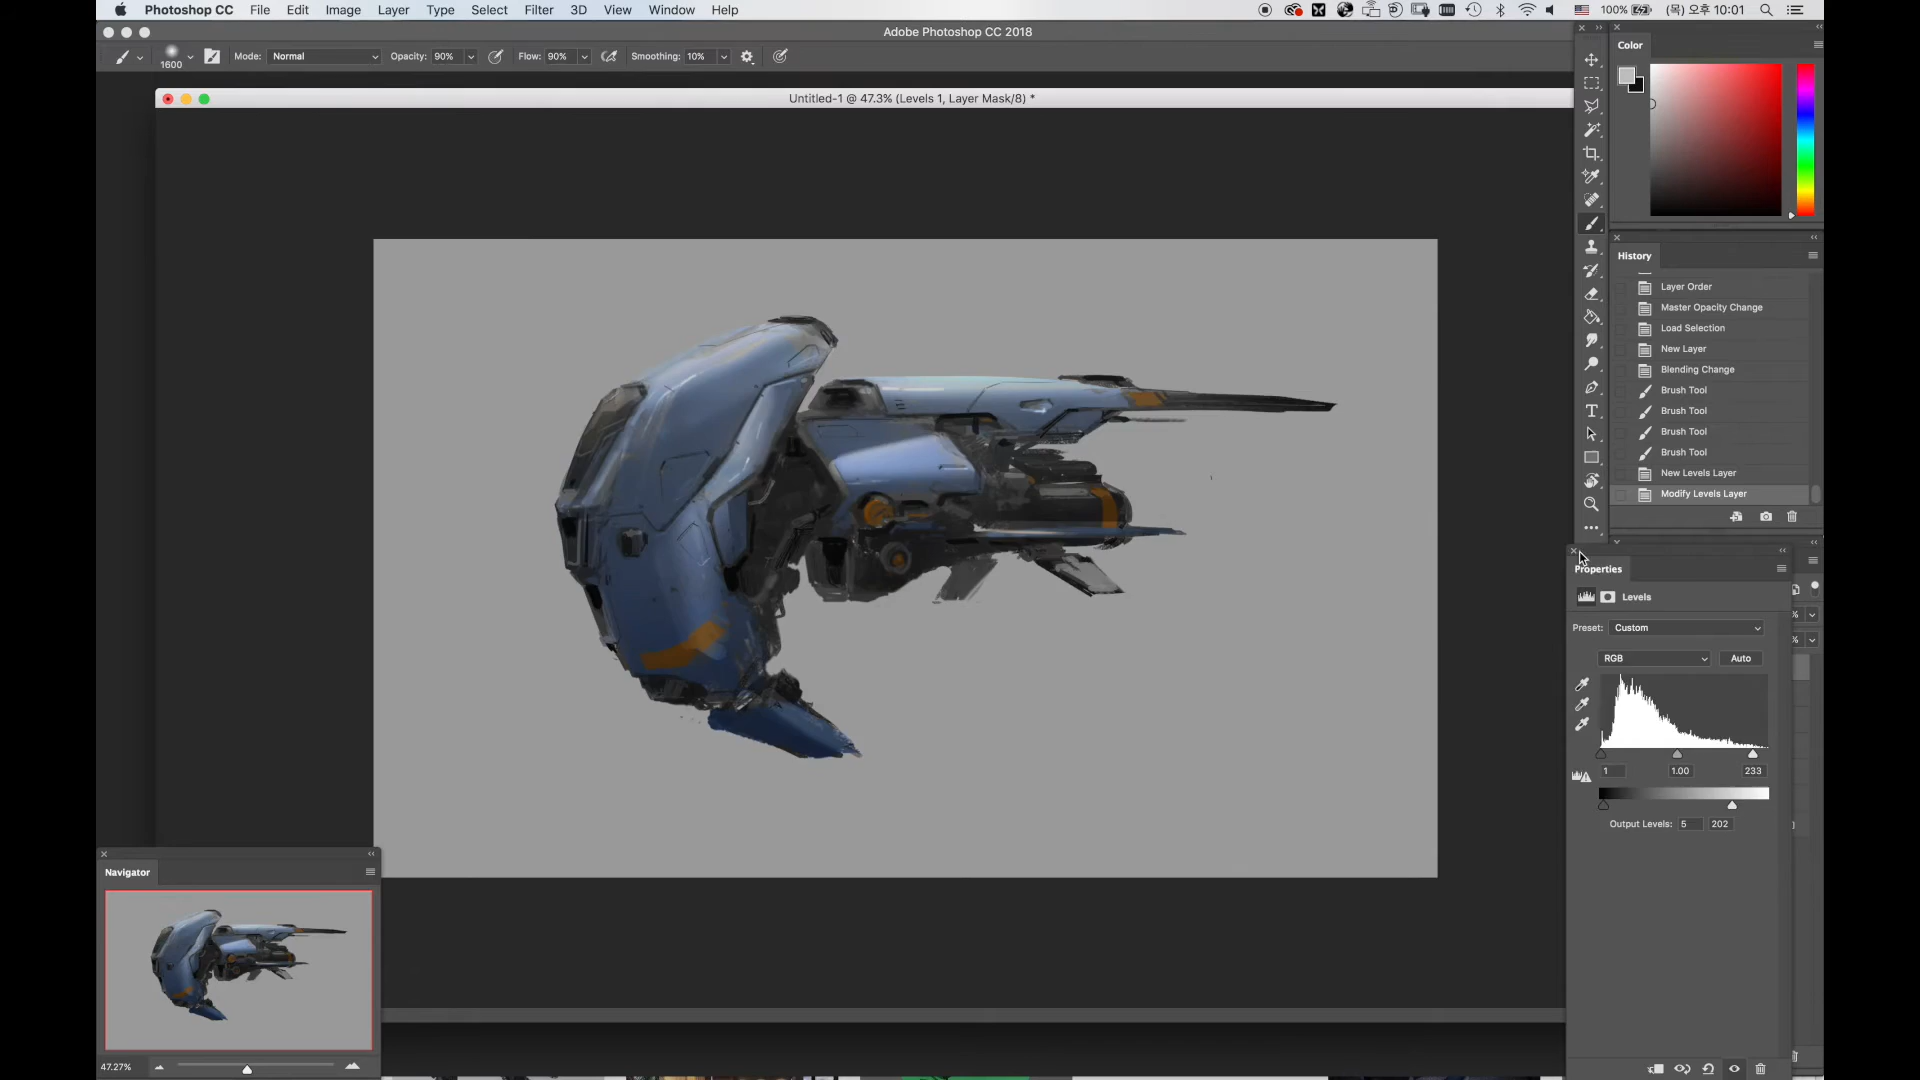 Photoshop CC File Edit Image Layer Type Select Filter 3D View Window Help 100% (목) 오후 10:01
Adobe Photoshop CC 2018
1600 Mode: Normal Opacity: 90% Flow: 90% Smoothing: 10%
Untitled-1 @ 47.3% (Levels 1, Layer Mask/8) *
Color
History
Layer Order
Master Opacity Change
Load Selection
New Layer
Blending Change
Brush Tool
Brush Tool
Brush Tool
Brush Tool
New Levels Layer
Modify Levels Layer
Properties
Levels
Preset: Custom
RGB Auto
1 1.00 233
Output Levels: 5 202
Navigator
47.27%